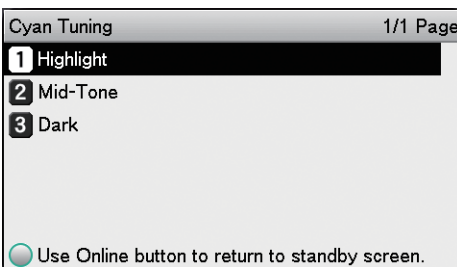 Cyan Tuning 1/1 Page
1 Highlight
2 Mid-Tone
3 Dark
Use Online button to return to standby screen.